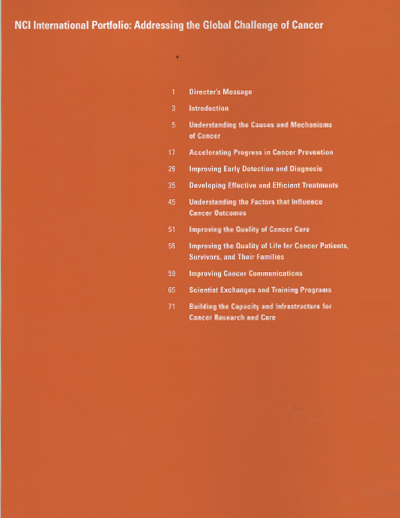 NCI International Portfolio: Addressing the Global Challenge of Cancer
1 Director's Message
3 Introduction
5 Understanding the Causes and Mechanisms
of Cancer
17 Accelerating Progress in Cancer Prevention
29 Improving Early Detection and Diagnosis
35 Developing Effective and Efficient Treatments
45 Understanding the Factors that Influence
Cancer Outcomes
51 Improving the Quality of Cancer Care
55 Improving the Quality of Life for Cancer Patients,
Survivors, and Their Families
59 Improving Cancer Communications
65 Scientist Exchanges and Training Programs
71 Building the Capacity and Infrastructure for
Cancer Research and Care